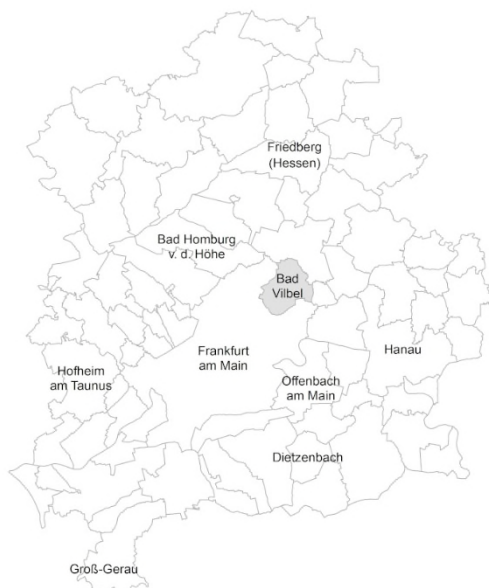 Friedberg
(Hessen)
Bad Homburg
v. d. Höhe
Bad
Vilbel
Frankfurt
am Main
Hanau
Hofheim
am Taunus
Offenbach
am Main
Dietzenbach
Groß-Gerau